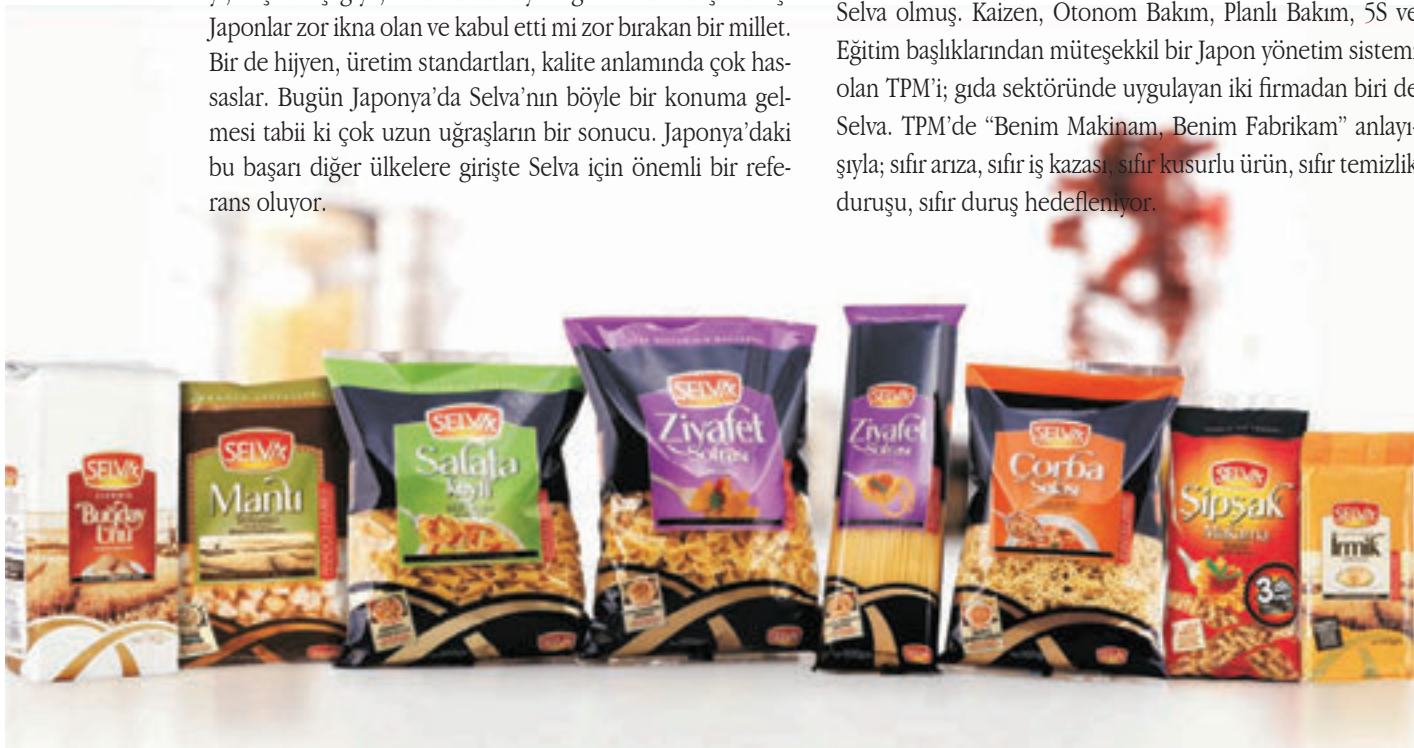 Japonlar zor ikna olan ve kabul etti mi zor bırakan bir millet.
Bir de hijyen, üretim standartları, kalite anlamında çok has-
saslar. Bugün Japonya’da Selva’nın böyle bir konuma gel-
mesi tabii ki çok uzun uğraşların bir sonucu. Japonya’daki
bu başarı diğer ülkelere girişte Selva için önemli bir refe-
rans oluyor.
Selva olmuş. Kaizen, Otonom Bakım, Planlı Bakım, 5S ve
Eğitim başlıklarından müteşekkil bir Japon yönetim sistemi
olan TPM’i; gıda sektöründe uygulayan iki firmadan biri de
Selva. TPM’de “Benim Makinam, Benim Fabrikam” anlayı-
şıyla; sıfır arıza, sıfır iş kazası, sıfır kusurlu ürün, sıfır temizlik
duruşu, sıfır duruş hedefleniyor.
SELVA
Buğday
Unu
SELVA
Mantı
SELVA
Salata
Keyfi
SELVA
Ziyafet
Sofrası
SELVA
Ziyafet
Sofrası
SELVA
Çorba
SELVA
Şipşak
Makarna
3
SELVA
İrmik